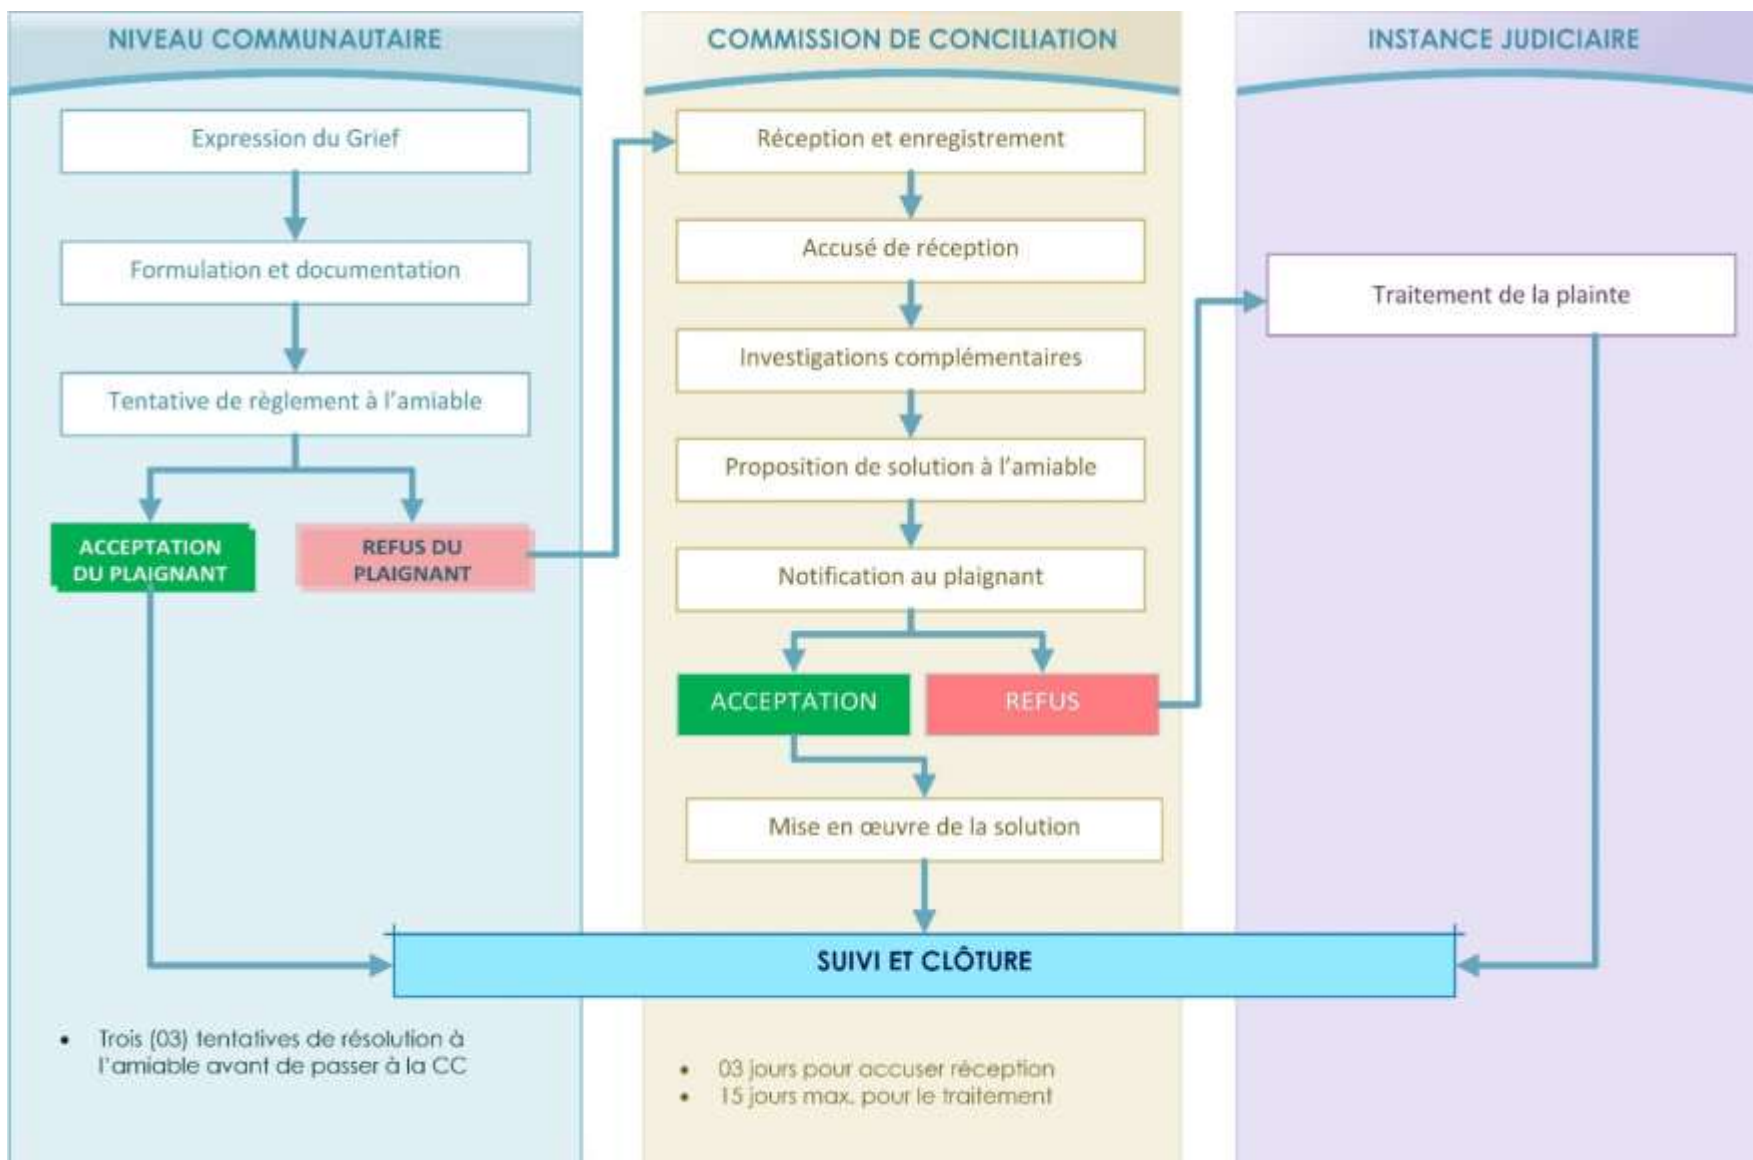 NIVEAU COMMUNAUTAIRE
Expression du Grief
Formulation et documentation
Tentative de règlement à l'amiable
ACCEPTATION
DU PLAIGNANT
REFUS DU
PLAIGNANT
• Trois (03) tentatives de résolution à
l'amiable avant de passer à la CC
COMMISSION DE CONCILIATION
Réception et enregistrement
Accusé de réception
Investigations complémentaires
Proposition de solution à l'amiable
Notification au plaignant
ACCEPTATION
REFUS
Mise en œuvre de la solution
SUIVI ET CLÔTURE
• 03 jours pour accuser réception
• 15 jours max. pour le traitement
INSTANCE JUDICIAIRE
Traitement de la plainte